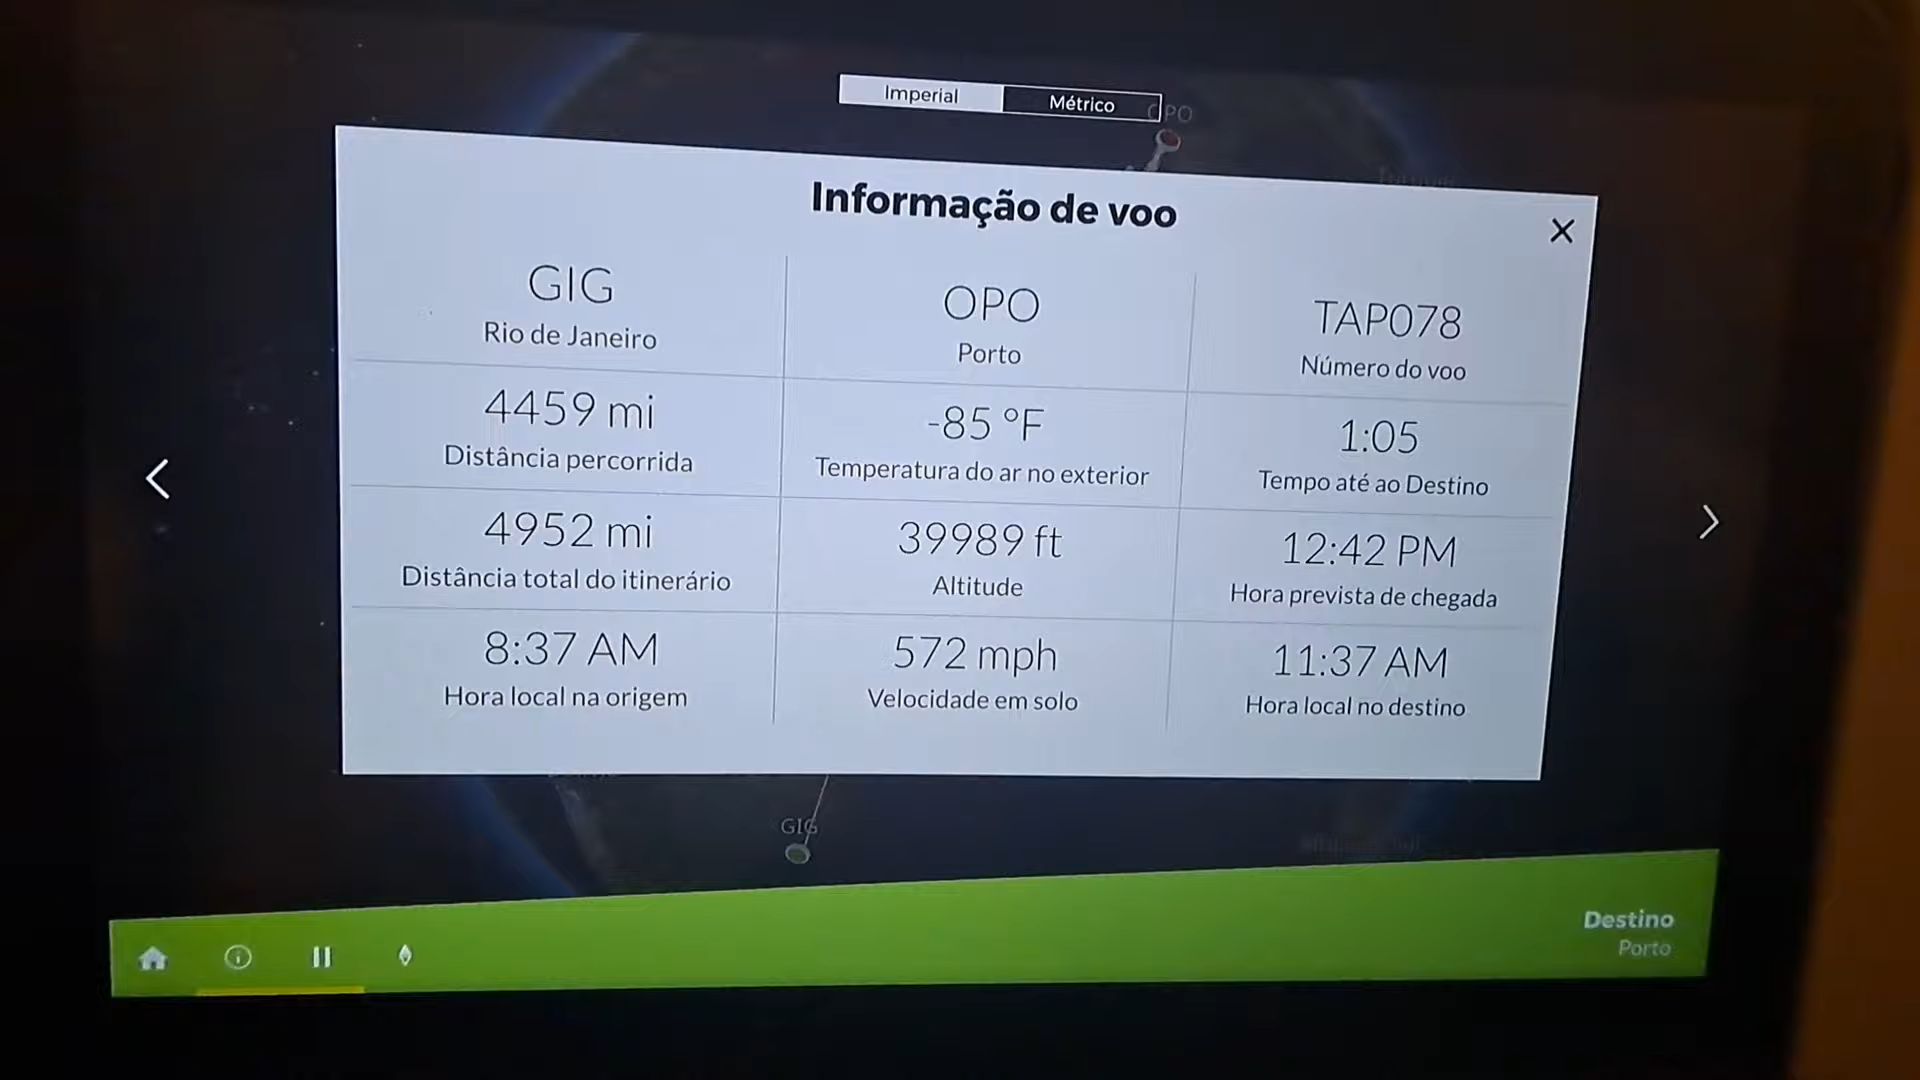 Imperial
Métrico
OPO
Informação de voo
GIG
Rio de Janeiro
OPO
Porto
TAP078
Número do voo
4459 mi
Distância percorrida
-85 °F
Temperatura do ar no exterior
1:05
Tempo até ao Destino
4952 mi
Distância total do itinerário
39989 ft
Altitude
12:42 PM
Hora prevista de chegada
8:37 AM
Hora local na origem
572 mph
Velocidade em solo
11:37 AM
Hora local no destino
GIG
Destino
Porto